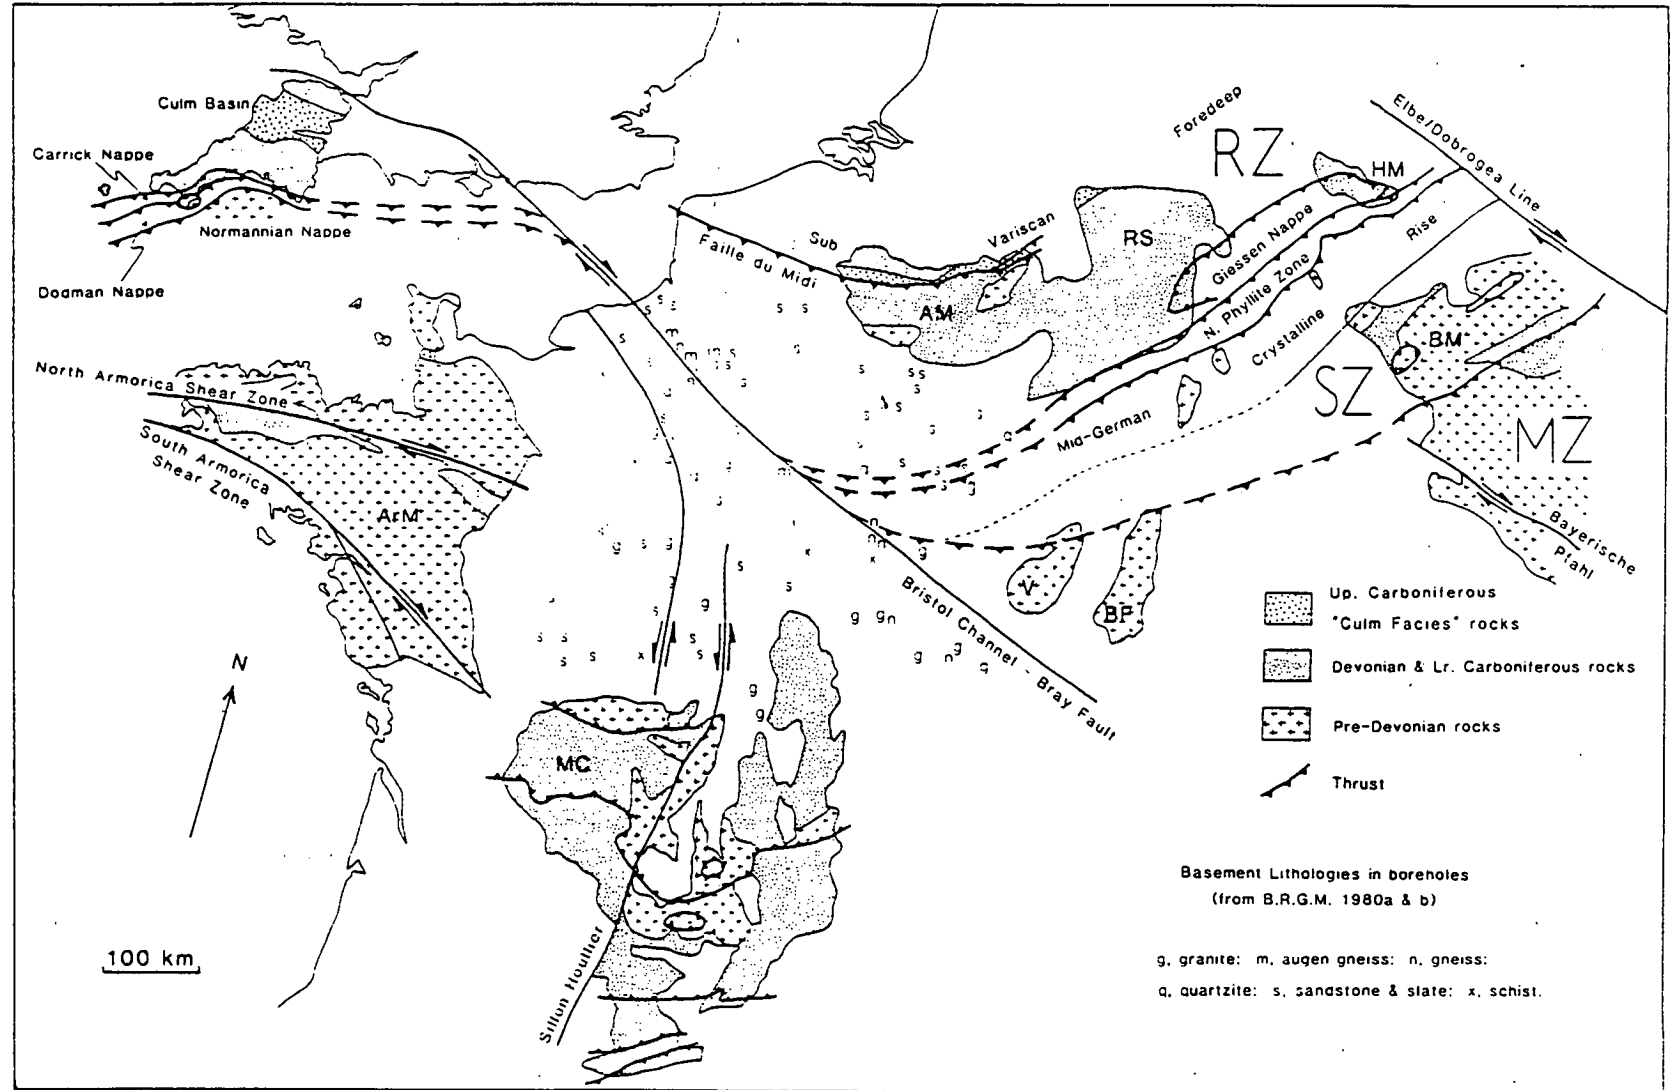 Culm Basin
Carrick Nappe
Normannian Nappe
Dodman Nappe
North Armorica Shear Zone
South Armorica
Shear Zone
ArM
N
100 km
MC
Sillon Houllier
Sub
Variscan
Faille du Midi
AM
RS
Foredeep
RZ
HM
Elbe/Dobrogea Line
Giessen Nappe
N. Phyllite Zone
Rise
Crystalline
Mid-German
SZ
BM
MZ
Bayerische
Pfahl
V
BF
Bristol Channel - Bray Fault
Up. Carboniferous
"Culm Facies" rocks
Devonian & Lr. Carboniferous rocks
Pre-Devonian rocks
Thrust
Basement Lithologies in boreholes
(from B.R.G.M. 1980a & b)
g, granite: m, augen gneiss: n, gneiss:
q, quartzite: s, sandstone & slate: x, schist.